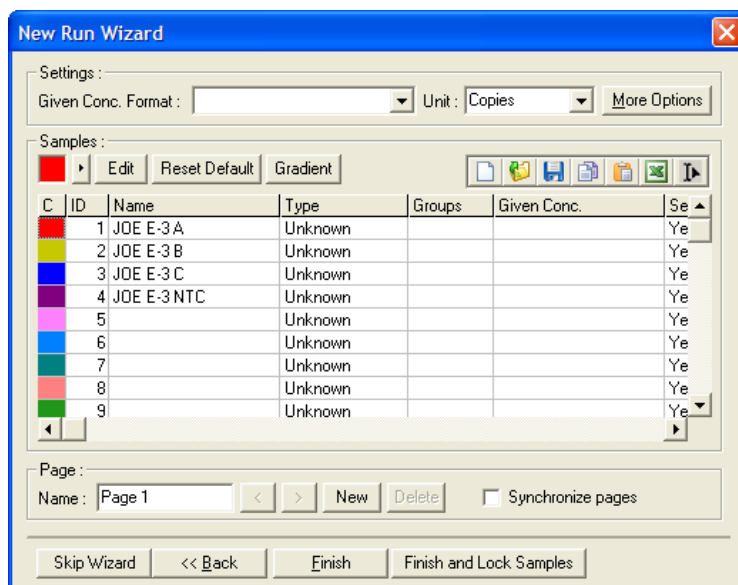 New Run Wizard
Settings :
Given Conc. Format : Unit : Copies More Options
Samples :
Edit Reset Default Gradient
C ID Name Type Groups Given Conc. Se
1 JOE E-3 A Unknown Ye
2 JOE E-3 B Unknown Ye
3 JOE E-3 C Unknown Ye
4 JOE E-3 NTC Unknown Ye
5 Unknown Ye
6 Unknown Ye
7 Unknown Ye
8 Unknown Ye
9 Unknown Ye
Page :
Name : Page 1 < > New Delete Synchronize pages
Skip Wizard << Back Finish Finish and Lock Samples